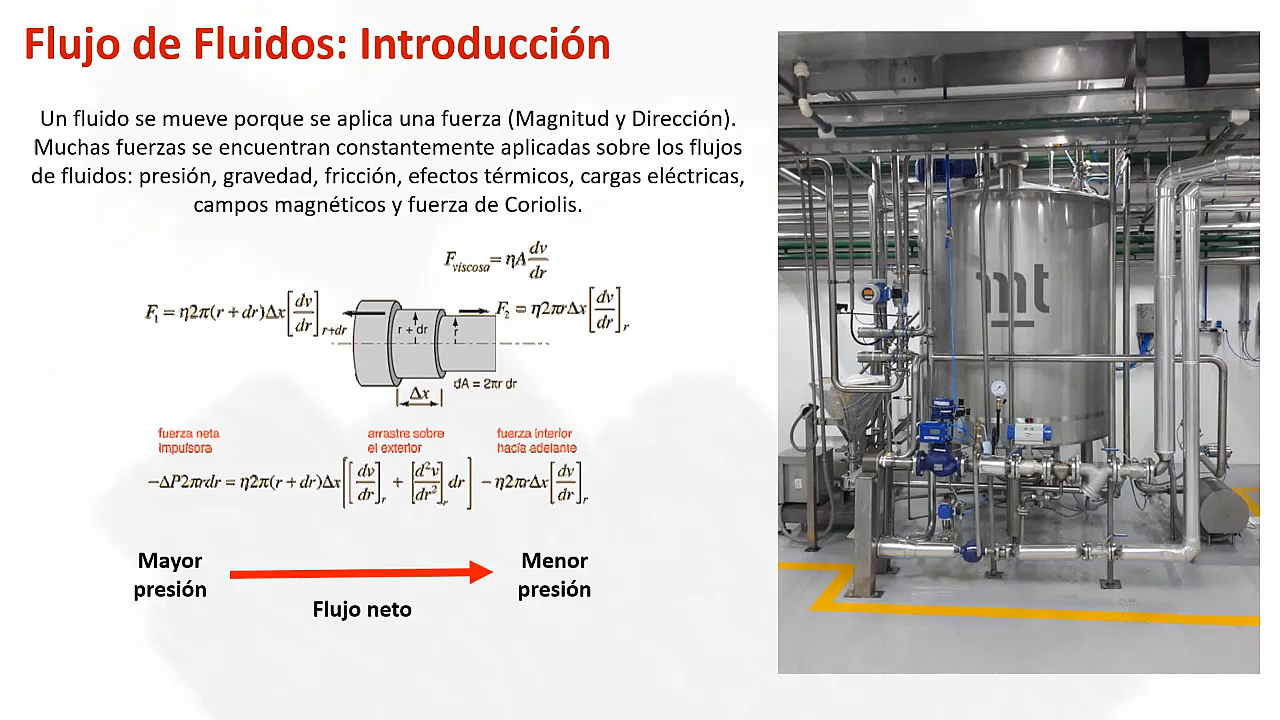 Flujo de Fluidos: Introducción
Un fluido se mueve porque se aplica una fuerza (Magnitud y Dirección).
Muchas fuerzas se encuentran constantemente aplicadas sobre los flujos
de fluidos: presión, gravedad, fricción, efectos térmicos, cargas eléctricas,
campos magnéticos y fuerza de Coriolis.
F_viscosa = ηA dv/dr
F₁ = η2π(r + dr)Δx[dv/dr]_r+dr
F₂ = η2πrΔx[dv/dr]_r
r + dr
r
Δx
dA = 2πr dr
fuerza neta
impulsora
arrastre sobre
el exterior
fuerza interior
hacia adelante
−ΔP2πrdr = η2π(r + dr)Δx[[dv/dr]_r + [d²v/dr²]_r dr] − η2πrΔx[dv/dr]_r
Mayor
presión
Flujo neto
Menor
presión
mt